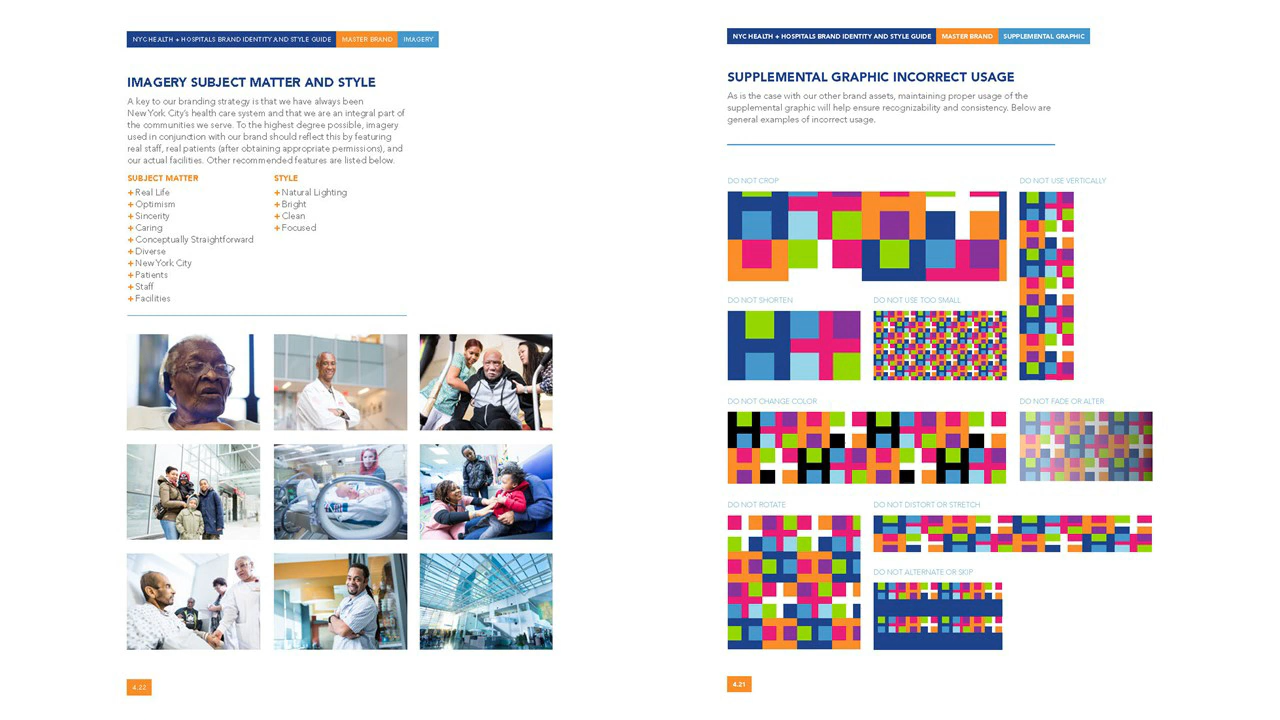 NYC HEALTH + HOSPITALS BRAND IDENTITY AND STYLE GUIDE MASTER BRAND IMAGERY
IMAGERY SUBJECT MATTER AND STYLE
A key to our branding strategy is that we have always been
New York City's health care system and that we are an integral part of
the communities we serve. To the highest degree possible, imagery
used in conjunction with our brand should reflect this by featuring
real staff, real patients (after obtaining appropriate permissions), and
our actual facilities. Other recommended features are listed below.
SUBJECT MATTER
+ Real Life
+ Optimism
+ Sincerity
+ Caring
+ Conceptually Straightforward
+ Diverse
+ New York City
+ Patients
+ Staff
+ Facilities
STYLE
+ Natural Lighting
+ Bright
+ Clean
+ Focused
4.22
NYC HEALTH + HOSPITALS BRAND IDENTITY AND STYLE GUIDE MASTER BRAND SUPPLEMENTAL GRAPHIC
SUPPLEMENTAL GRAPHIC INCORRECT USAGE
As is the case with our other brand assets, maintaining proper usage of the
supplemental graphic will help ensure recognizability and consistency. Below are
general examples of incorrect usage.
DO NOT CROP
DO NOT USE VERTICALLY
DO NOT SHORTEN
DO NOT USE TOO SMALL
DO NOT CHANGE COLOR
DO NOT FADE OR ALTER
DO NOT ROTATE
DO NOT DISTORT OR STRETCH
DO NOT ALTERNATE OR SKIP
4.21